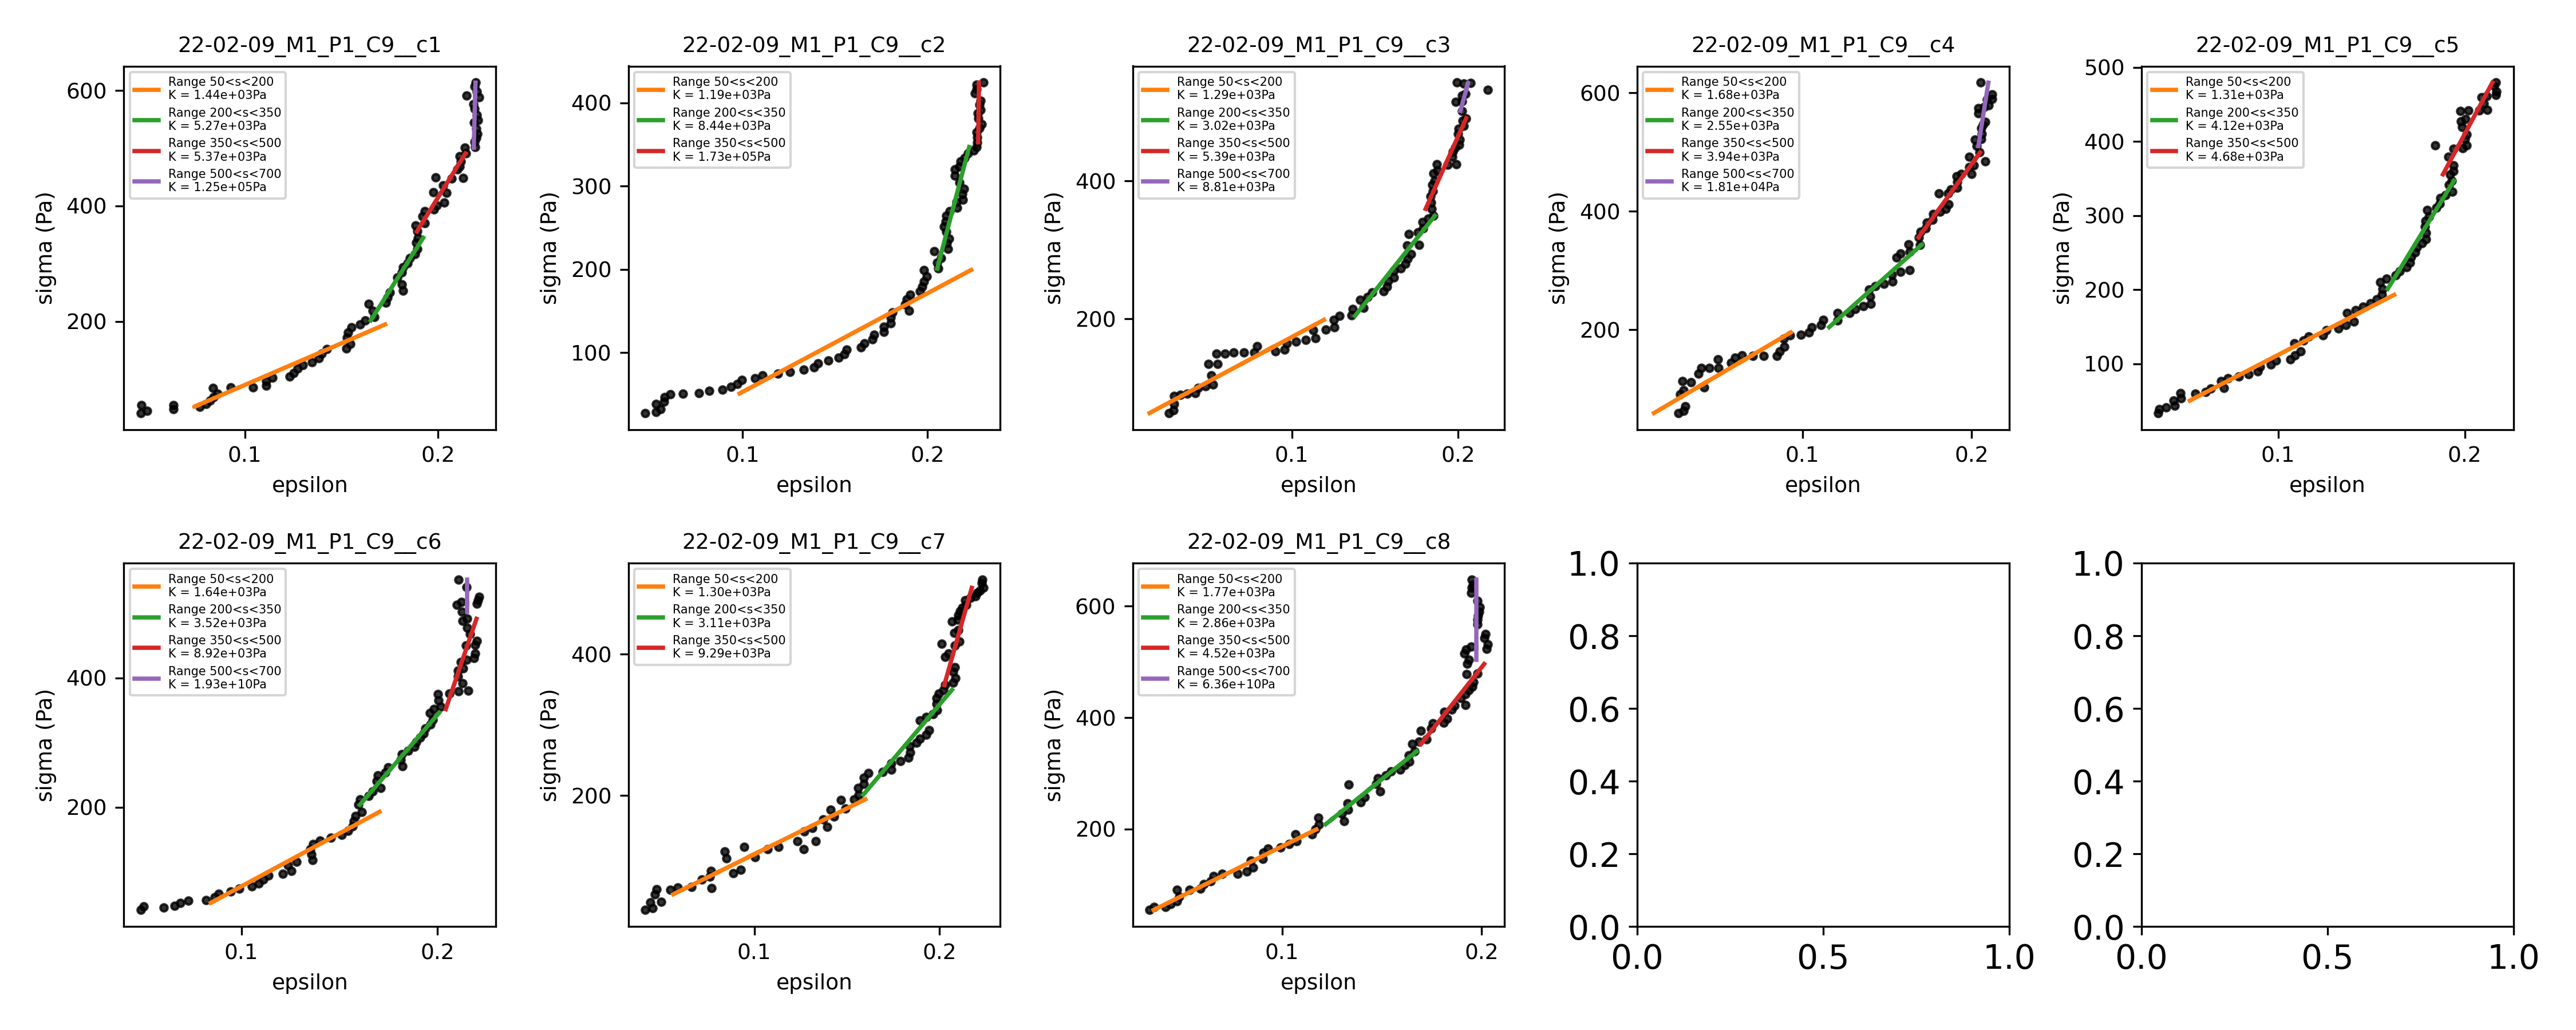 22-02-09_M1_P1_C9__c1
Range 50<s<200
K = 1.44e+03Pa
Range 200<s<350
K = 5.27e+03Pa
Range 350<s<500
K = 5.37e+03Pa
Range 500<s<700
K = 1.25e+05Pa
600
400
200
sigma (Pa)
0.1
0.2
epsilon
22-02-09_M1_P1_C9__c2
Range 50<s<200
K = 1.19e+03Pa
Range 200<s<350
K = 8.44e+03Pa
Range 350<s<500
K = 1.73e+05Pa
400
300
200
100
sigma (Pa)
0.1
0.2
epsilon
22-02-09_M1_P1_C9__c3
Range 50<s<200
K = 1.29e+03Pa
Range 200<s<350
K = 3.02e+03Pa
Range 350<s<500
K = 5.39e+03Pa
Range 500<s<700
K = 8.81e+03Pa
400
200
sigma (Pa)
0.1
0.2
epsilon
22-02-09_M1_P1_C9__c4
Range 50<s<200
K = 1.68e+03Pa
Range 200<s<350
K = 2.55e+03Pa
Range 350<s<500
K = 3.94e+03Pa
Range 500<s<700
K = 1.81e+04Pa
600
400
200
sigma (Pa)
0.1
0.2
epsilon
22-02-09_M1_P1_C9__c5
Range 50<s<200
K = 1.31e+03Pa
Range 200<s<350
K = 4.12e+03Pa
Range 350<s<500
K = 4.68e+03Pa
500
400
300
200
100
sigma (Pa)
0.1
0.2
epsilon
22-02-09_M1_P1_C9__c6
Range 50<s<200
K = 1.64e+03Pa
Range 200<s<350
K = 3.52e+03Pa
Range 350<s<500
K = 8.92e+03Pa
Range 500<s<700
K = 1.93e+10Pa
400
200
sigma (Pa)
0.1
0.2
epsilon
22-02-09_M1_P1_C9__c7
Range 50<s<200
K = 1.30e+03Pa
Range 200<s<350
K = 3.11e+03Pa
Range 350<s<500
K = 9.29e+03Pa
400
200
sigma (Pa)
0.1
0.2
epsilon
22-02-09_M1_P1_C9__c8
Range 50<s<200
K = 1.77e+03Pa
Range 200<s<350
K = 2.86e+03Pa
Range 350<s<500
K = 4.52e+03Pa
Range 500<s<700
K = 6.36e+10Pa
600
400
200
sigma (Pa)
0.1
0.2
epsilon
1.0
0.8
0.6
0.4
0.2
0.0
0.0
0.5
1.0
1.0
0.8
0.6
0.4
0.2
0.0
0.0
0.5
1.0